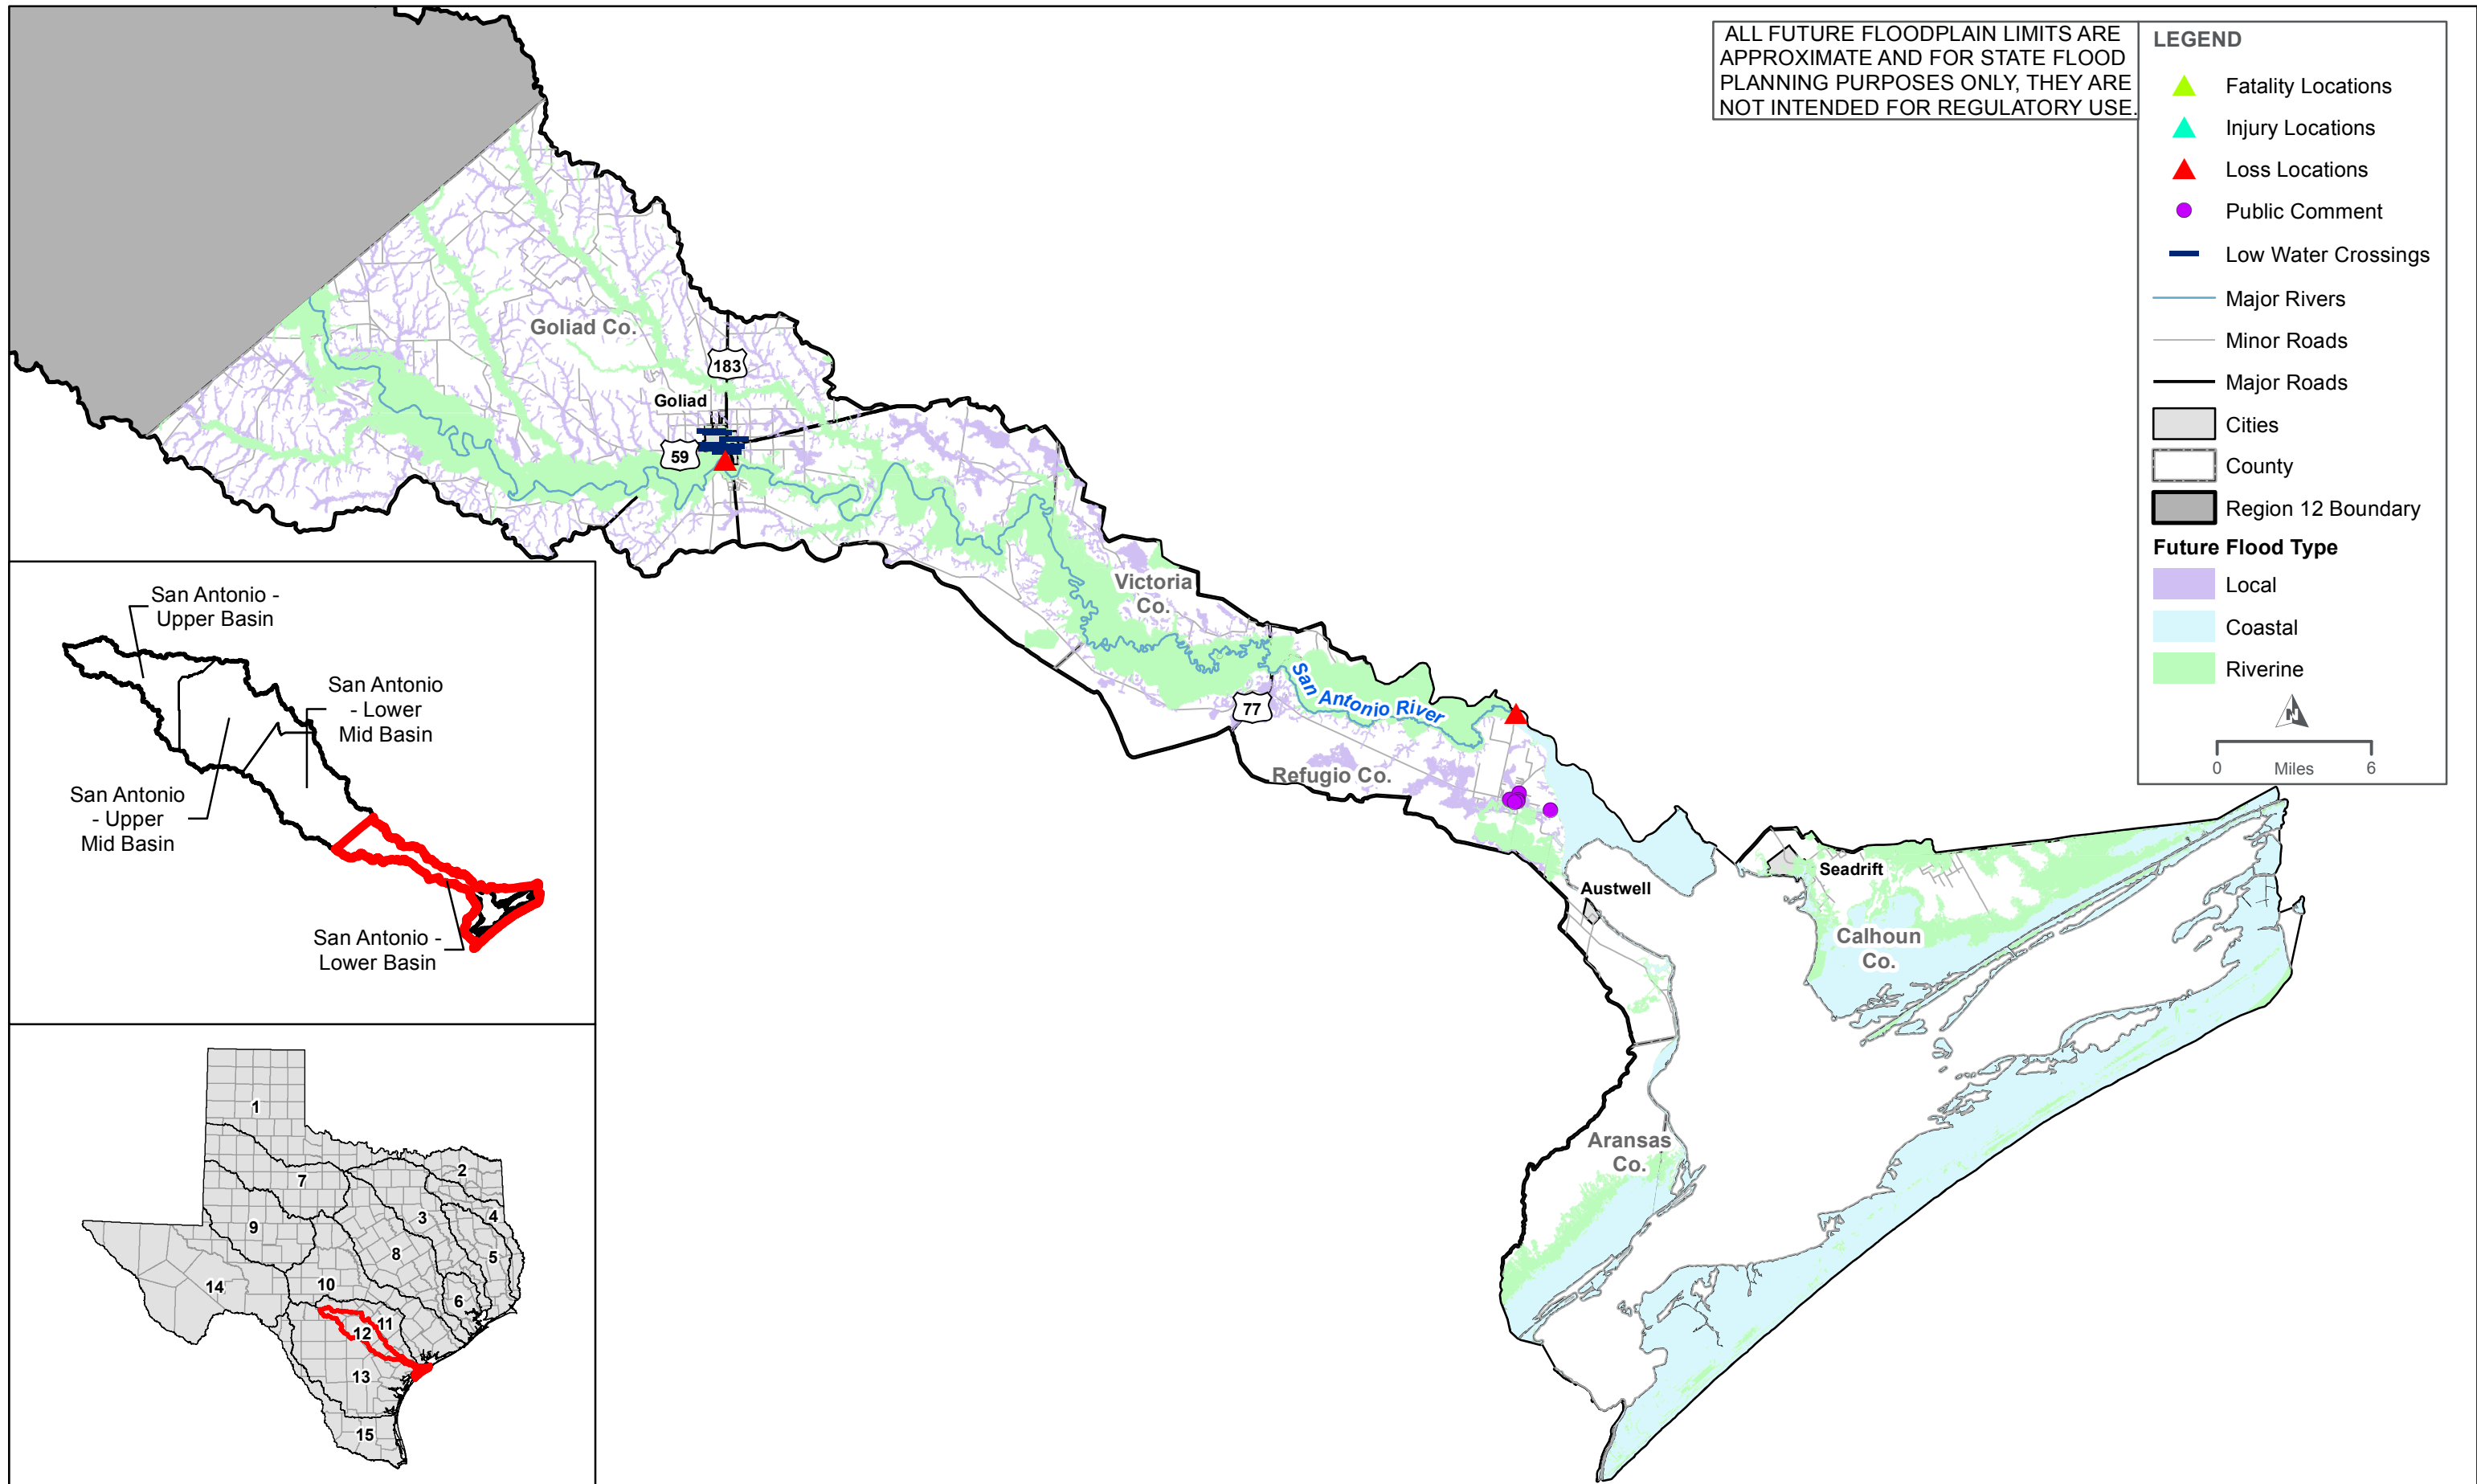 ALL FUTURE FLOODPLAIN LIMITS ARE
APPROXIMATE AND FOR STATE FLOOD
PLANNING PURPOSES ONLY, THEY ARE
NOT INTENDED FOR REGULATORY USE.
LEGEND
Fatality Locations
Injury Locations
Loss Locations
Public Comment
Low Water Crossings
Major Rivers
Minor Roads
Major Roads
Cities
County
Region 12 Boundary
Future Flood Type
Local
Coastal
Riverine
N
0 Miles 6
Goliad Co.
183
Goliad
59
Victoria
Co.
San Antonio River
77
Refugio Co.
Austwell
Seadrift
Calhoun
Co.
Aransas
Co.
San Antonio -
Upper Basin
San Antonio
- Lower
Mid Basin
San Antonio
- Upper
Mid Basin
San Antonio -
Lower Basin
1
2
7
3
4
9
8
5
14
10
6
11
12
13
15